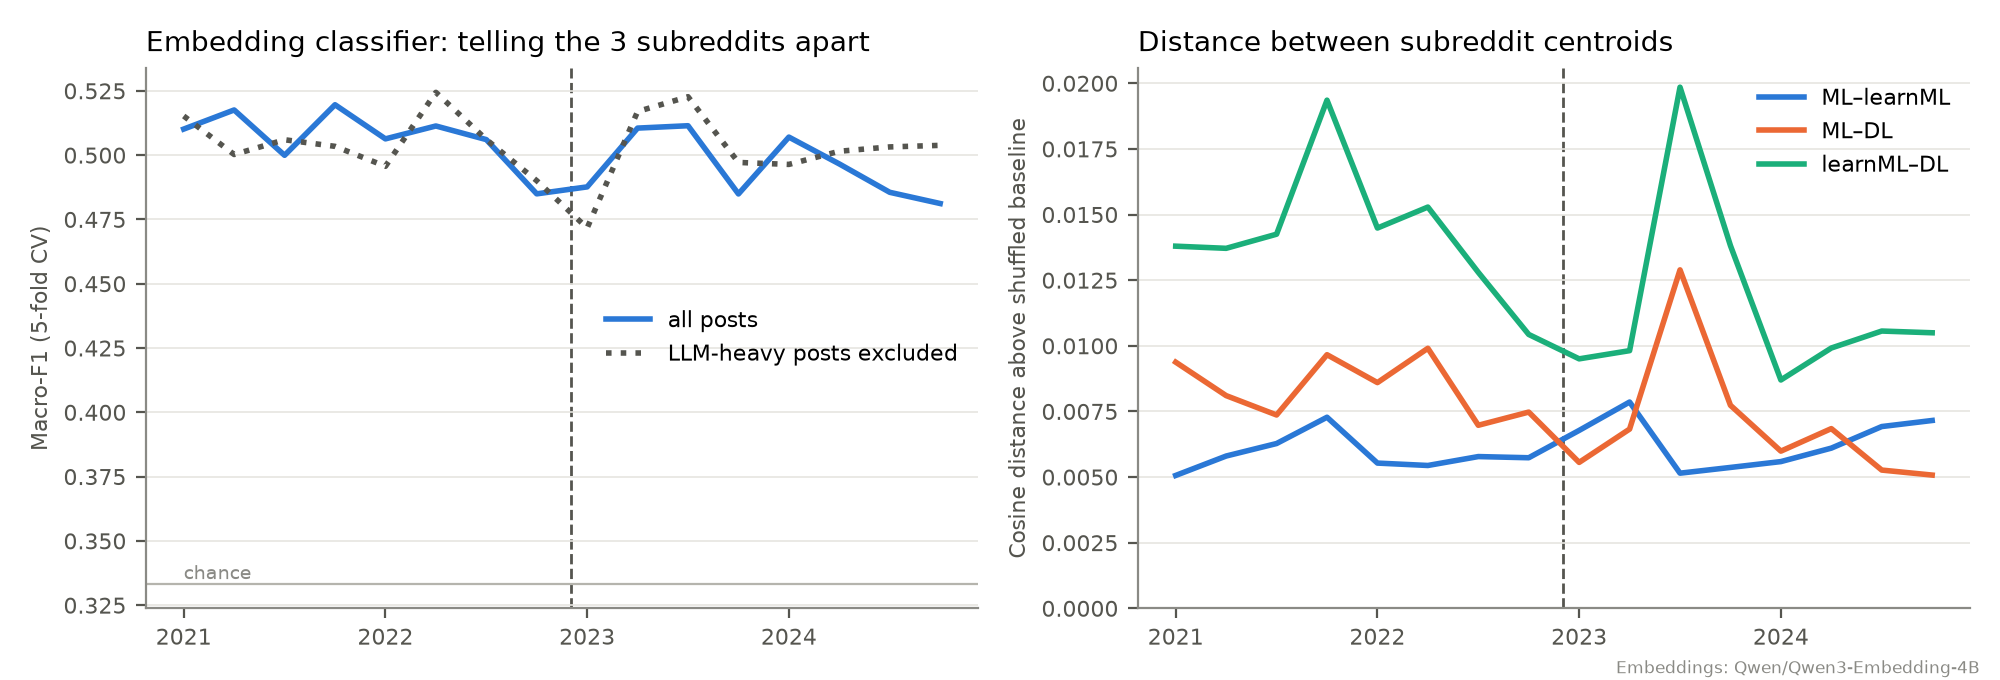 Embedding classifier: telling the 3 subreddits apart
Macro-F1 (5-fold CV)
0.525
0.500
0.475
0.450
0.425
0.400
0.375
0.350
0.325
all posts
LLM-heavy posts excluded
chance
2021 2022 2023 2024
Distance between subreddit centroids
Cosine distance above shuffled baseline
0.0200
0.0175
0.0150
0.0125
0.0100
0.0075
0.0050
0.0025
0.0000
ML–learnML
ML–DL
learnML–DL
2021 2022 2023 2024
Embeddings: Qwen/Qwen3-Embedding-4B